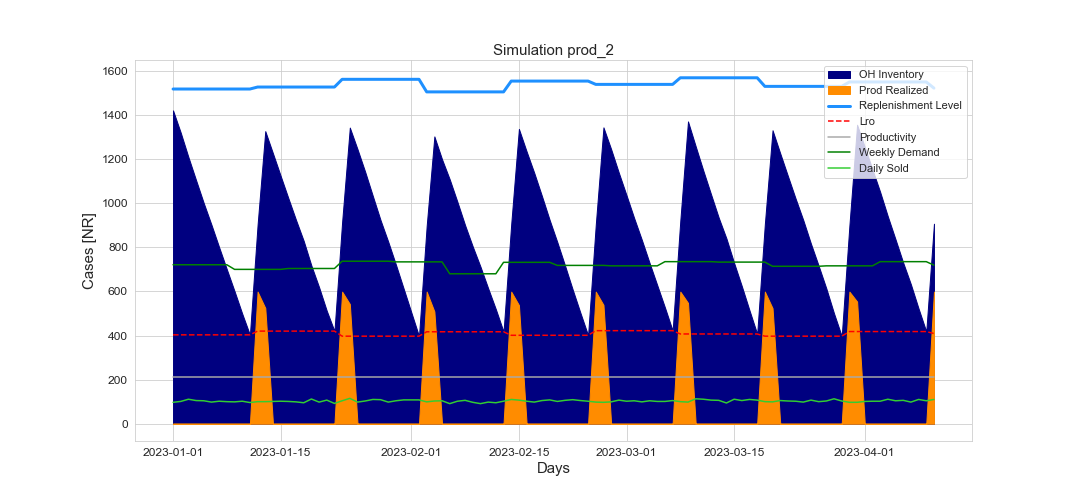 Simulation prod_2
1600
1400
1200
1000
800
600
400
200
0
Cases [NR]
OH Inventory
Prod Realized
Replenishment Level
Lro
Productivity
Weekly Demand
Daily Sold
2023-01-01 2023-01-15 2023-02-01 2023-02-15 2023-03-01 2023-03-15 2023-04-01
Days